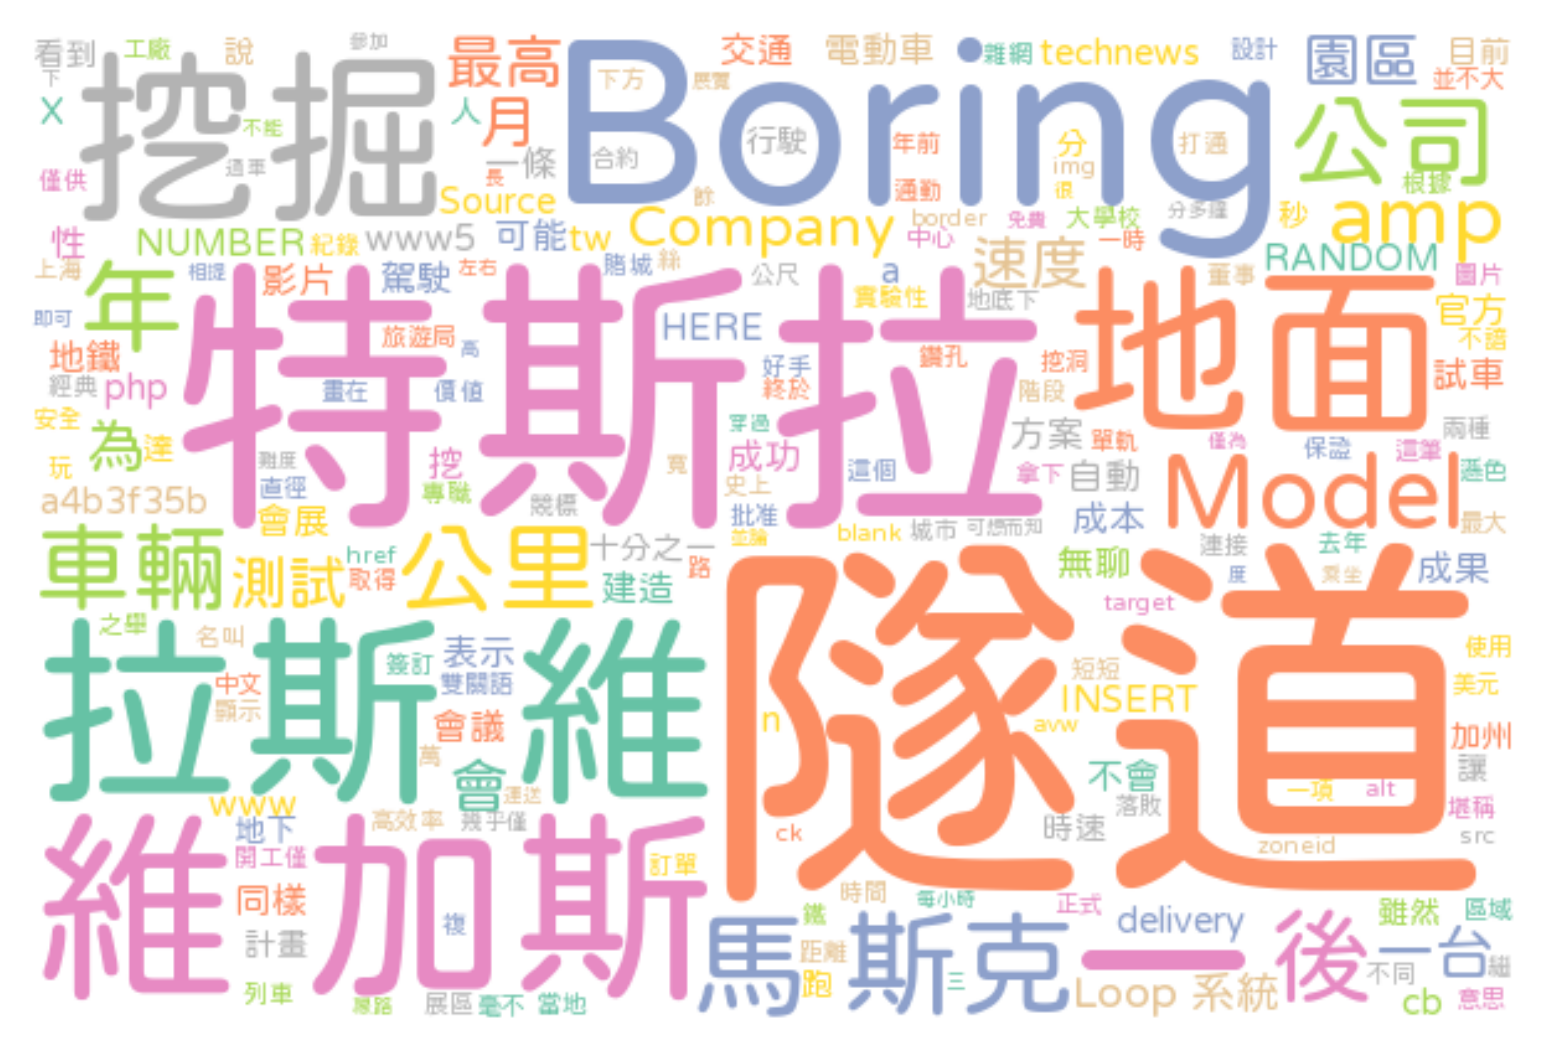 看到 工廠 說 參加 最高 Boring 交通 電動車 雜網 technews 設計 園區 目前
下 挖掘 下方 展覽 並不大
X 不能 月 人 行駛 年前 分 打通 公司
僅供 通車 一條 長 合約 通勤 img 很 根據
Source 餘 Company border 免費 大學校 分多鐘 秒 amp
性 NUMBER 紀錄 www5 可能 tw 中心 一時 RANDOM
上海 年 相提 影片 駕駛 左右 賭城 絲 公尺 a 速度 董事 圖片
即可 特斯拉 實驗性 地底下 地面 官方
地鐵 旅遊局 高 HERE 鑽孔 挖洞 不諳 試車
經典 php 畫在 價值 好手 終於 階段
安全 為 達 穿過 方案 單軌 僅為 保證 這筆 兩種
玩 難度 挖 寬 成功 這個 拿下 自動 Model 遜色
a4b3f35b 直徑 專職 競標 史上 批准 成本 最大
會展 並論 blank 城市 可想而知 連接 去年
車輛 測試 href 取得 公里 十分之一 路 建造 無聊 度 乘坐 成果
之舉 名叫 隧道 target
拉斯維 簽訂 表示 短短 使用
中文 顯示 雙關語 INSERT 美元
會議 n avw 加州
萬 會 不會 讓
www 運送 落敗 一項 alt 堪稱
地下 高效率 幾乎僅 ck 時速 zoneid src
維加斯 開工僅 訂單
同樣 時間 每小時 正式 雖然 區域
計畫 複 馬斯克 鐵 delivery 一 後 一台
距離 不同 繼
列車 線路 展區 毫不 當地 跑 三 Loop 系統 cb 意思